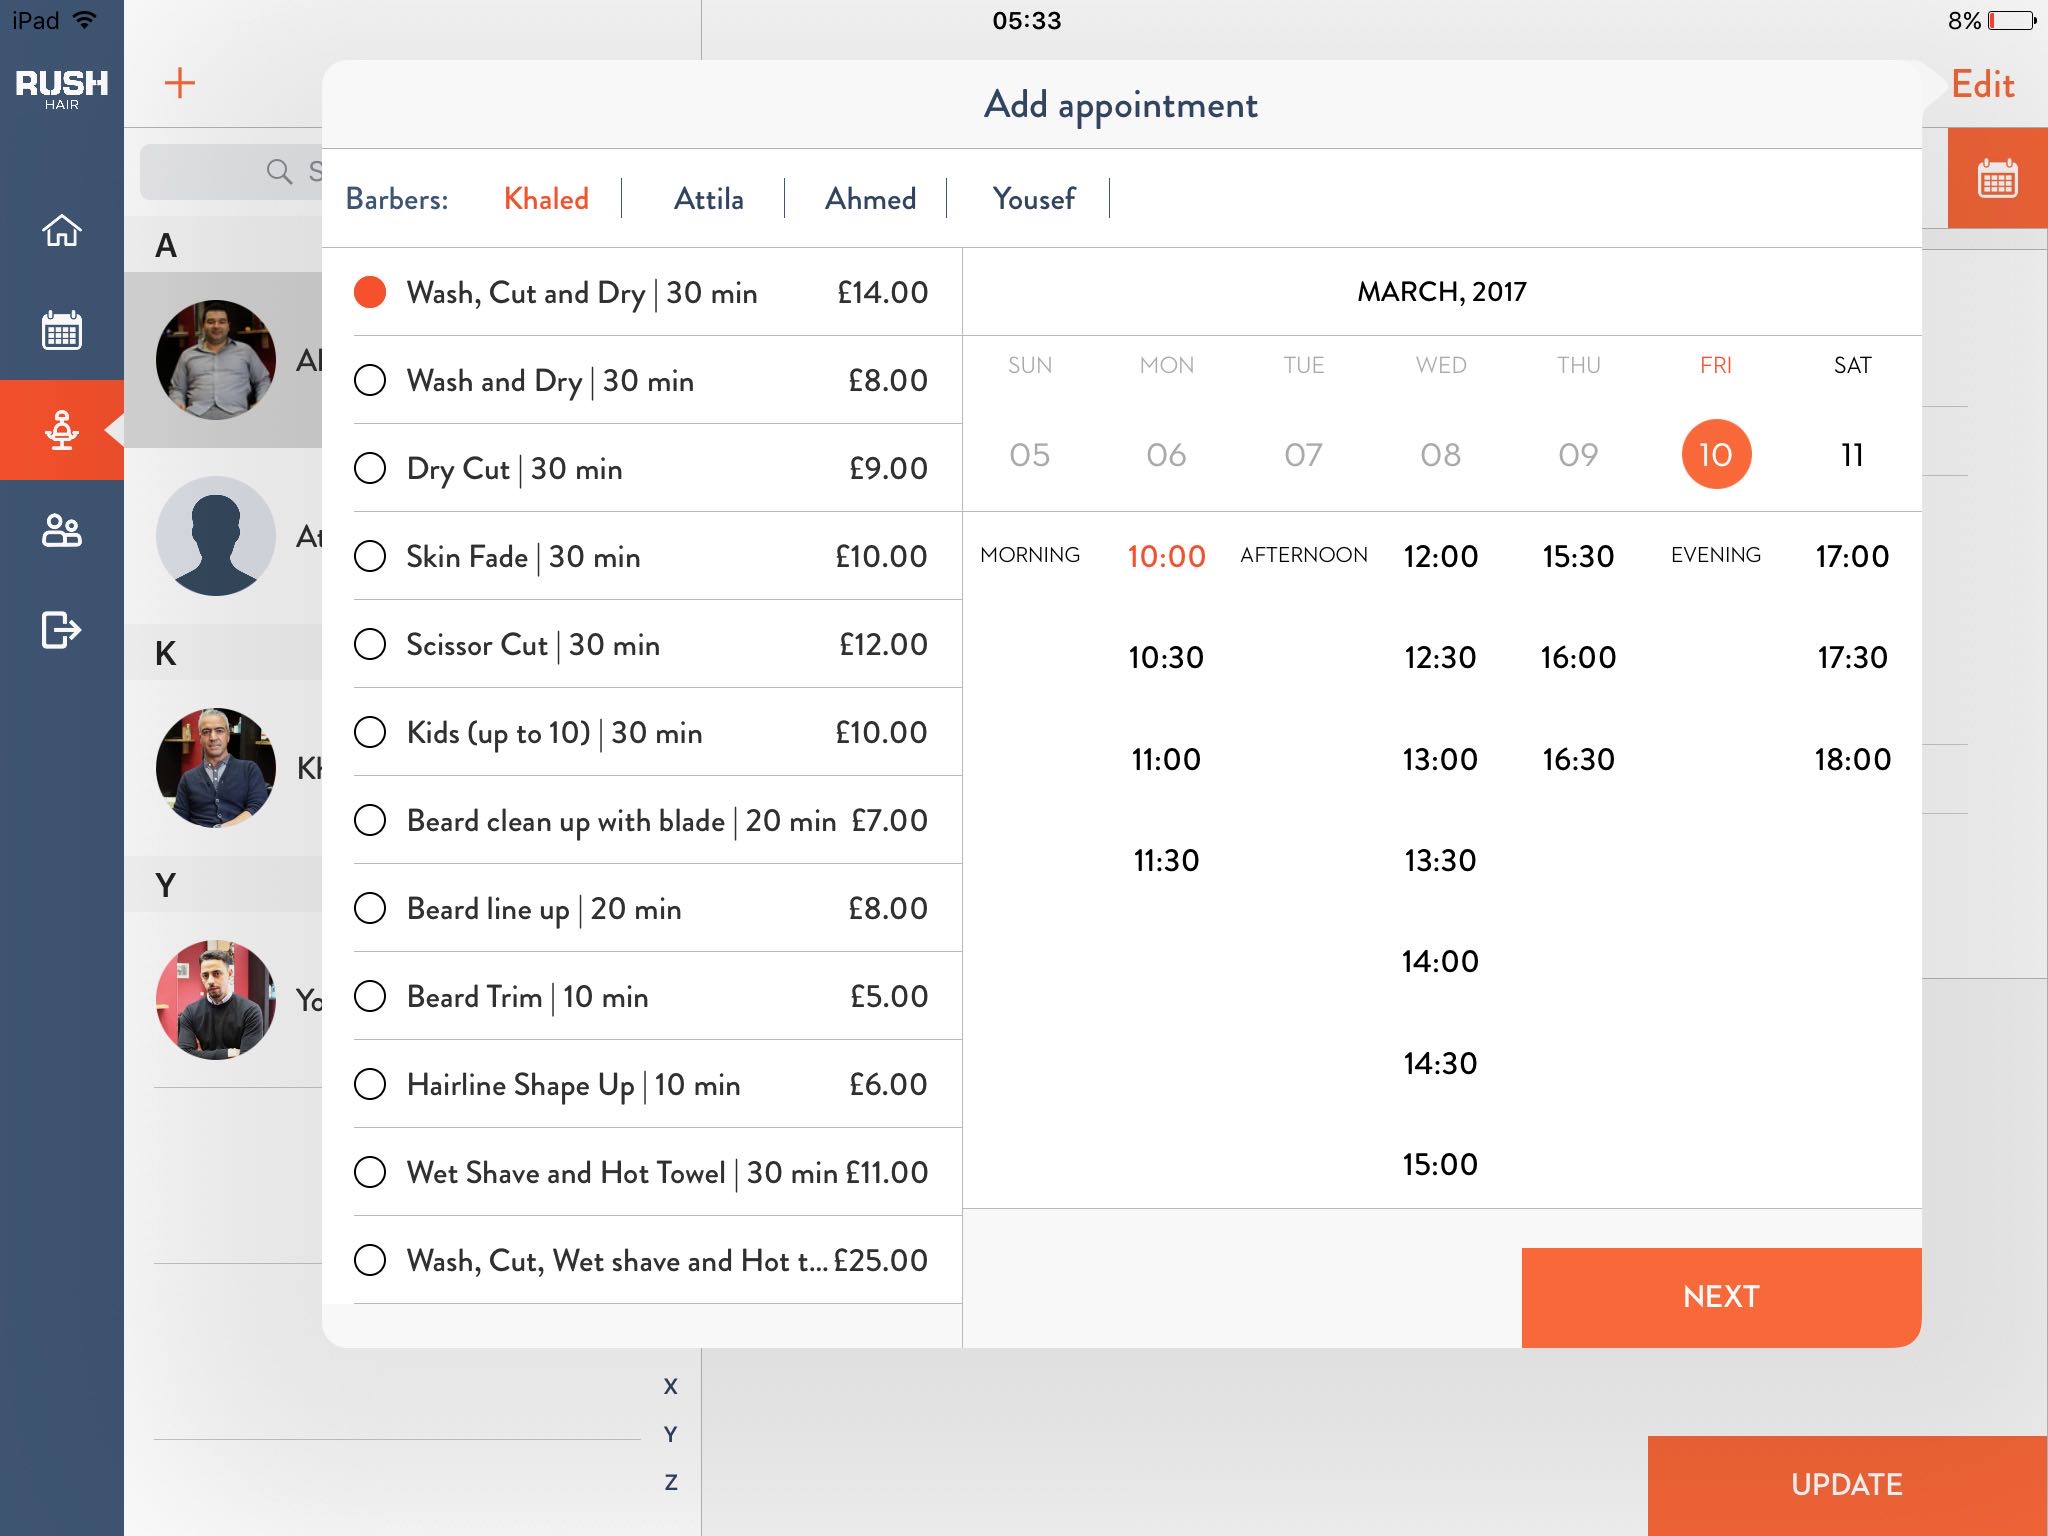 iPad
05:33
8%
RUSH
HAIR
Edit
Add appointment
Barbers: Khaled Attila Ahmed Yousef
A
K
Y
Wash, Cut and Dry | 30 min £14.00
Wash and Dry | 30 min £8.00
Dry Cut | 30 min £9.00
Skin Fade | 30 min £10.00
Scissor Cut | 30 min £12.00
Kids (up to 10) | 30 min £10.00
Beard clean up with blade | 20 min £7.00
Beard line up | 20 min £8.00
Beard Trim | 10 min £5.00
Hairline Shape Up | 10 min £6.00
Wet Shave and Hot Towel | 30 min £11.00
Wash, Cut, Wet shave and Hot t... £25.00
MARCH, 2017
SUN MON TUE WED THU FRI SAT
05 06 07 08 09 10 11
MORNING 10:00 AFTERNOON 12:00 15:30 EVENING 17:00
10:30 12:30 16:00 17:30
11:00 13:00 16:30 18:00
11:30 13:30
14:00
14:30
15:00
NEXT
X
Y
Z
UPDATE